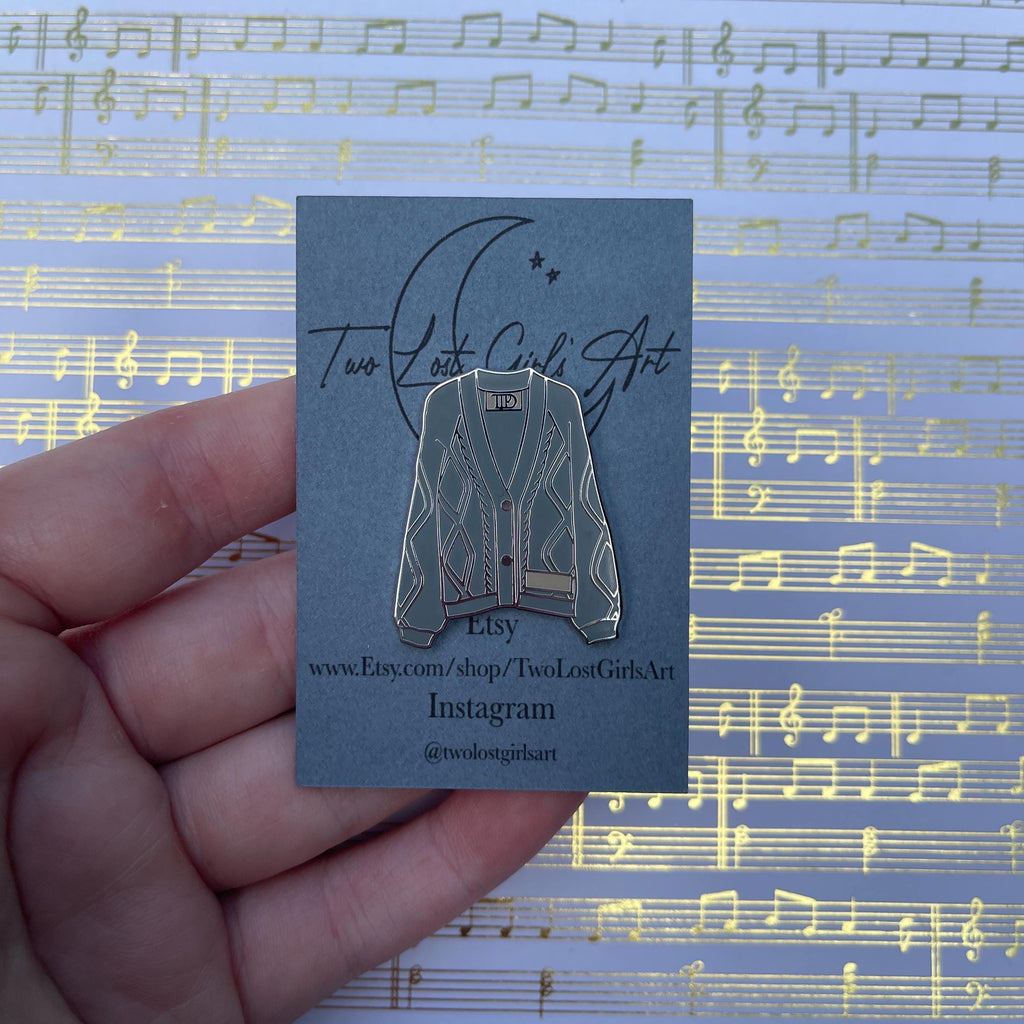 Two Lost Girls' Art
TTPD
Etsy
www.Etsy.com/shop/TwoLostGirlsArt
Instagram
@twolostgirlsart